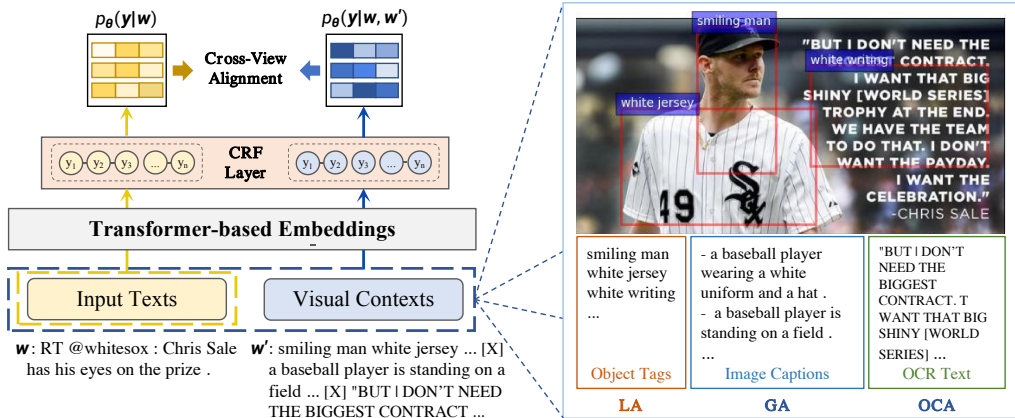 pθ(y|w)
pθ(y|w, w′)
Cross-View
Alignment
y1 y2 y3 ... yn
CRF
Layer
y1 y2 y3 ... yn
Transformer-based Embeddings
Input Texts
Visual Contexts
w: RT @whitesox : Chris Sale
has his eyes on the prize .
w′: smiling man white jersey ... [X]
a baseball player is standing on a
field ... [X] "BUT | DON'T NEED
THE BIGGEST CONTRACT ...
smiling man
white jersey
white writing
49
Sox
"BUT I DON'T NEED THE
CONTRACT.
I WANT THAT BIG
SHINY [WORLD SERIES]
TROPHY AT THE END.
WE HAVE THE TEAM
TO DO THAT. I DON'T
WANT THE PAYDAY.
I WANT THE
CELEBRATION."
-CHRIS SALE
smiling man
white jersey
white writing
...
Object Tags
- a baseball player
wearing a white
uniform and a hat .
- a baseball player is
standing on a field .
...
Image Captions
"BUT | DON'T
NEED THE
BIGGEST
CONTRACT. T
WANT THAT BIG
SHINY [WORLD
SERIES] ...
OCR Text
LA
GA
OCA